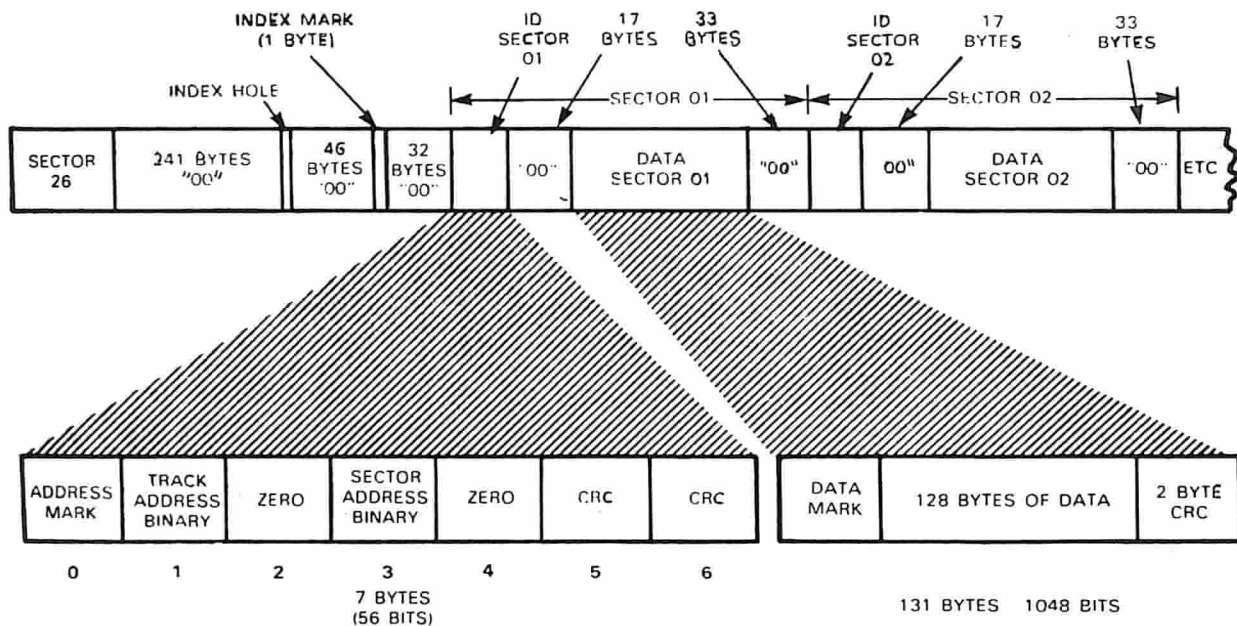 INDEX MARK
(1 BYTE)
ID
SECTOR
01
17
BYTES
33
BYTES
ID
SECTOR
02
17
BYTES
33
BYTES
INDEX HOLE
SECTOR 01
SECTOR 02
SECTOR
26
241 BYTES
"00"
46
BYTES
"00"
32
BYTES
"00"
"00"
DATA
SECTOR 01
"00"
"00"
DATA
SECTOR 02
"00"
ETC
ADDRESS
MARK
TRACK
ADDRESS
BINARY
ZERO
SECTOR
ADDRESS
BINARY
ZERO
CRC
CRC
DATA
MARK
128 BYTES OF DATA
2 BYTE
CRC
0 1 2 3 4 5 6
7 BYTES
(56 BITS)
131 BYTES 1048 BITS